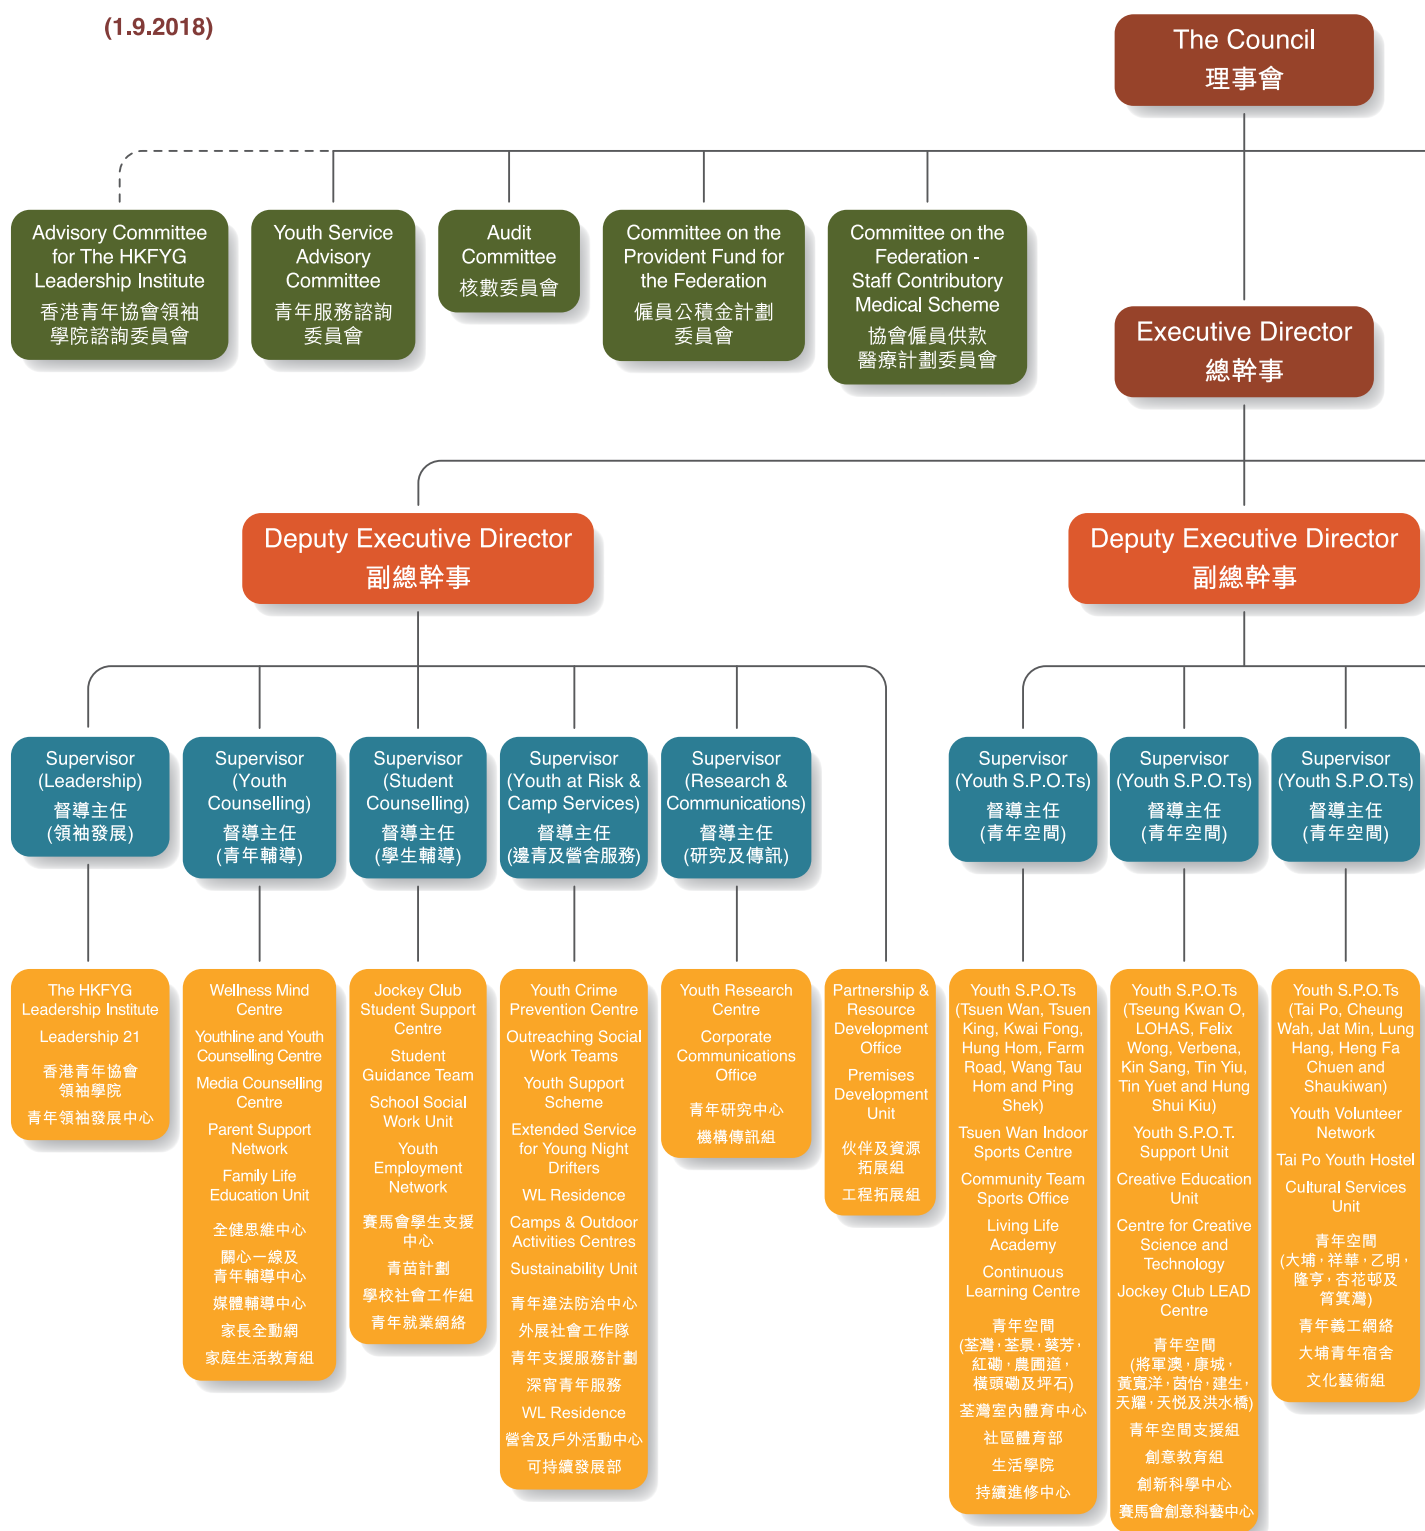 (1.9.2018)
The Council
理事會
Advisory Committee
for The HKFYG
Leadership Institute
香港青年協會領袖
學院諮詢委員會
Youth Service
Advisory
Committee
青年服務諮詢
委員會
Audit
Committee
核數委員會
Committee on the
Provident Fund for
the Federation
僱員公積金計劃
委員會
Committee on the
Federation -
Staff Contributory
Medical Scheme
協會僱員供款
醫療計劃委員會
Executive Director
總幹事
Deputy Executive Director
副總幹事
Deputy Executive Director
副總幹事
Supervisor
(Leadership)
督導主任
(領袖發展)
Supervisor
(Youth
Counselling)
督導主任
(青年輔導)
Supervisor
(Student
Counselling)
督導主任
(學生輔導)
Supervisor
(Youth at Risk &
Camp Services)
督導主任
(邊青及營舍服務)
Supervisor
(Research &
Communications)
督導主任
(研究及傳訊)
Supervisor
(Youth S.P.O.Ts)
督導主任
(青年空間)
Supervisor
(Youth S.P.O.Ts)
督導主任
(青年空間)
Supervisor
(Youth S.P.O.Ts)
督導主任
(青年空間)
The HKFYG
Leadership Institute
Leadership 21
香港青年協會
領袖學院
青年領袖發展中心
Wellness Mind
Centre
Youthline and Youth
Counselling Centre
Media Counselling
Centre
Parent Support
Network
Family Life
Education Unit
全健思維中心
關心一線及
青年輔導中心
媒體輔導中心
家長全動網
家庭生活教育組
Jockey Club
Student Support
Centre
Student
Guidance Team
School Social
Work Unit
Youth
Employment
Network
賽馬會學生支援
中心
青苗計劃
學校社會工作組
青年就業網絡
Youth Crime
Prevention Centre
Outreaching Social
Work Teams
Youth Support
Scheme
Extended Service
for Young Night
Drifters
WL Residence
Camps & Outdoor
Activities Centres
Sustainability Unit
青年違法防治中心
外展社會工作隊
青年支援服務計劃
深宵青年服務
WL Residence
營舍及戶外活動中心
可持續發展部
Youth Research
Centre
Corporate
Communications
Office
青年研究中心
機構傳訊組
Partnership &
Resource
Development
Office
Premises
Development
Unit
伙伴及資源
拓展組
工程拓展組
Youth S.P.O.Ts
(Tsuen Wan, Tsuen
King, Kwai Fong,
Hung Hom, Farm
Road, Wang Tau
Hom and Ping
Shek)
Tsuen Wan Indoor
Sports Centre
Community Team
Sports Office
Living Life
Academy
Continuous
Learning Centre
青年空間
(荃灣，荃景，葵芳，
紅磡，農圃道，
橫頭磡及坪石)
荃灣室內體育中心
社區體育部
生活學院
持續進修中心
Youth S.P.O.Ts
(Tseung Kwan O,
LOHAS, Felix
Wong, Verbena,
Kin Sang, Tin Yiu,
Tin Yuet and Hung
Shui Kiu)
Youth S.P.O.T.
Support Unit
Creative Education
Unit
Centre for Creative
Science and
Technology
Jockey Club LEAD
Centre
青年空間
(將軍澳，康城，
黃寬洋，茵怡，建生，
天耀，天悅及洪水橋)
青年空間支援組
創意教育組
創新科學中心
賽馬會創意科藝中心
Youth S.P.O.Ts
(Tai Po, Cheung
Wah, Jat Min, Lung
Hang, Heng Fa
Chuen and
Shaukiwan)
Youth Volunteer
Network
Tai Po Youth Hostel
Cultural Services
Unit
青年空間
(大埔，祥華，乙明，
隆亨，杏花邨及
筲箕灣)
青年義工網絡
大埔青年宿舍
文化藝術組